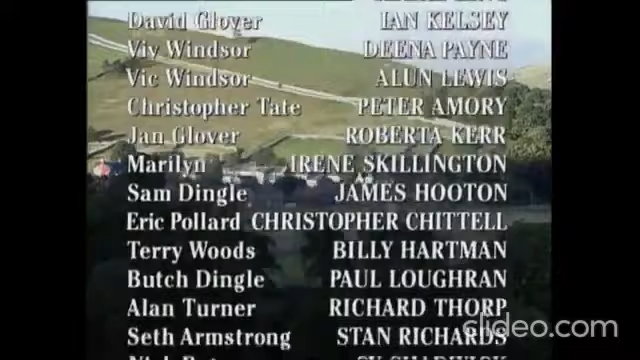 David Glover IAN KELSEY
Viv Windsor DEENA PAYNE
Vic Windsor ALUN LEWIS
Christopher Tate PETER AMORY
Jan Glover ROBERTA KERR
Marilyn IRENE SKILLINGTON
Sam Dingle JAMES HOOTON
Eric Pollard CHRISTOPHER CHITTELL
Terry Woods BILLY HARTMAN
Butch Dingle PAUL LOUGHRAN
Alan Turner RICHARD THORP
Seth Armstrong STAN RICHARDS
clideo.com